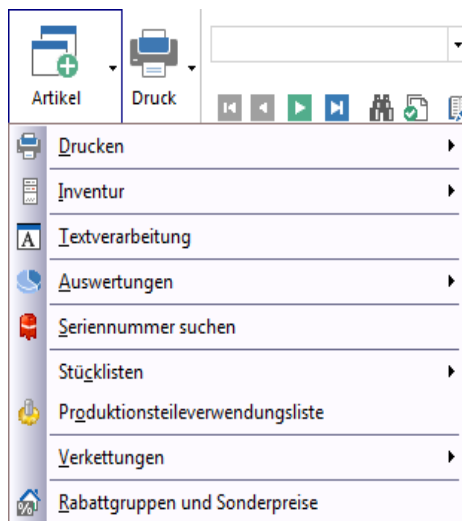 Artikel
Druck
Drucken
Inventur
Textverarbeitung
Auswertungen
Seriennummer suchen
Stücklisten
Produktionsteileverwendungsliste
Verkettungen
Rabattgruppen und Sonderpreise